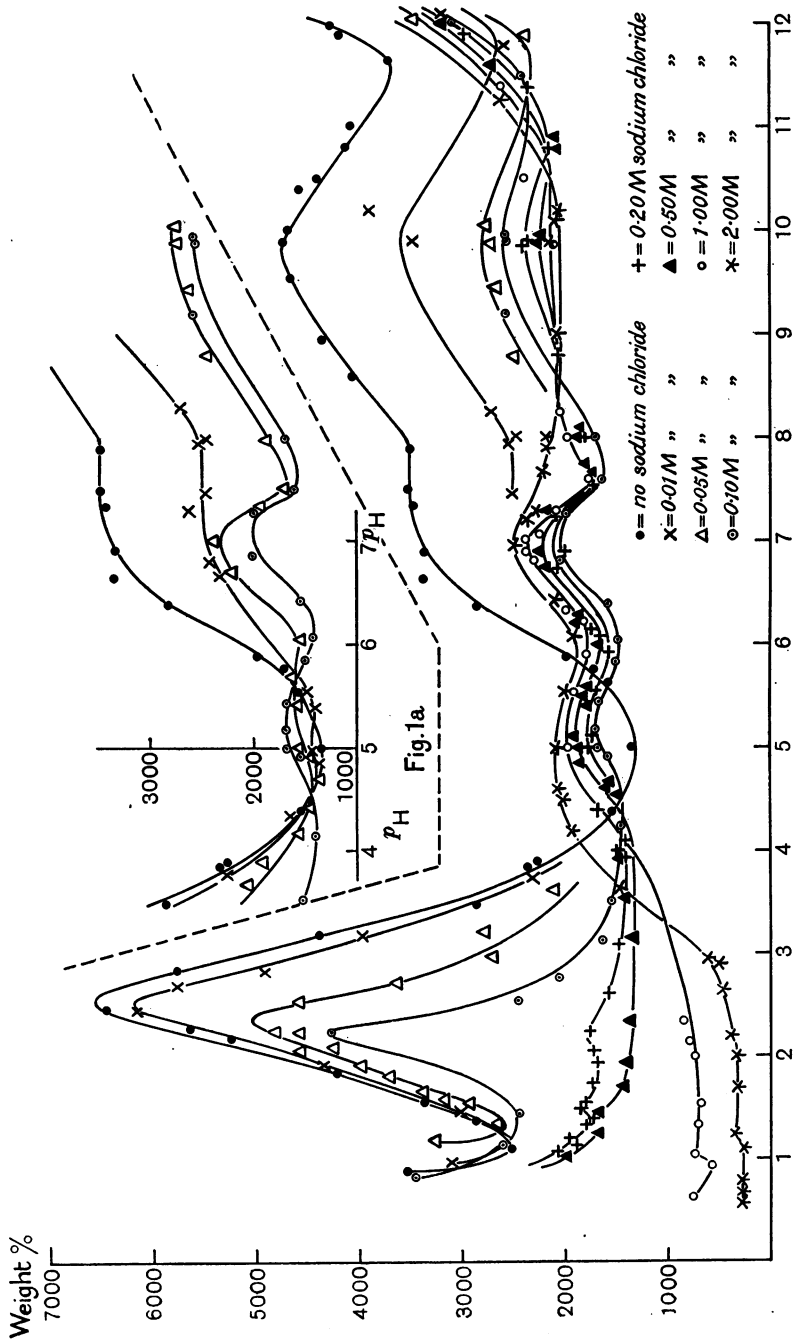 Weight %
7000
6000
5000
4000
3000
2000
1000
3000
2000
1000
4 5 6 7pH
pH
Fig.1a
•= no sodium chloride
×=0·01M „ „
△=0·05M „ „
⊙=0·10M „ „
+ = 0·20M sodium chloride
▲=0·50M „ „
○ =1·00M „ „
⚹=2·00M „ „
1 2 3 4 5 6 7 8 9 10 11 12